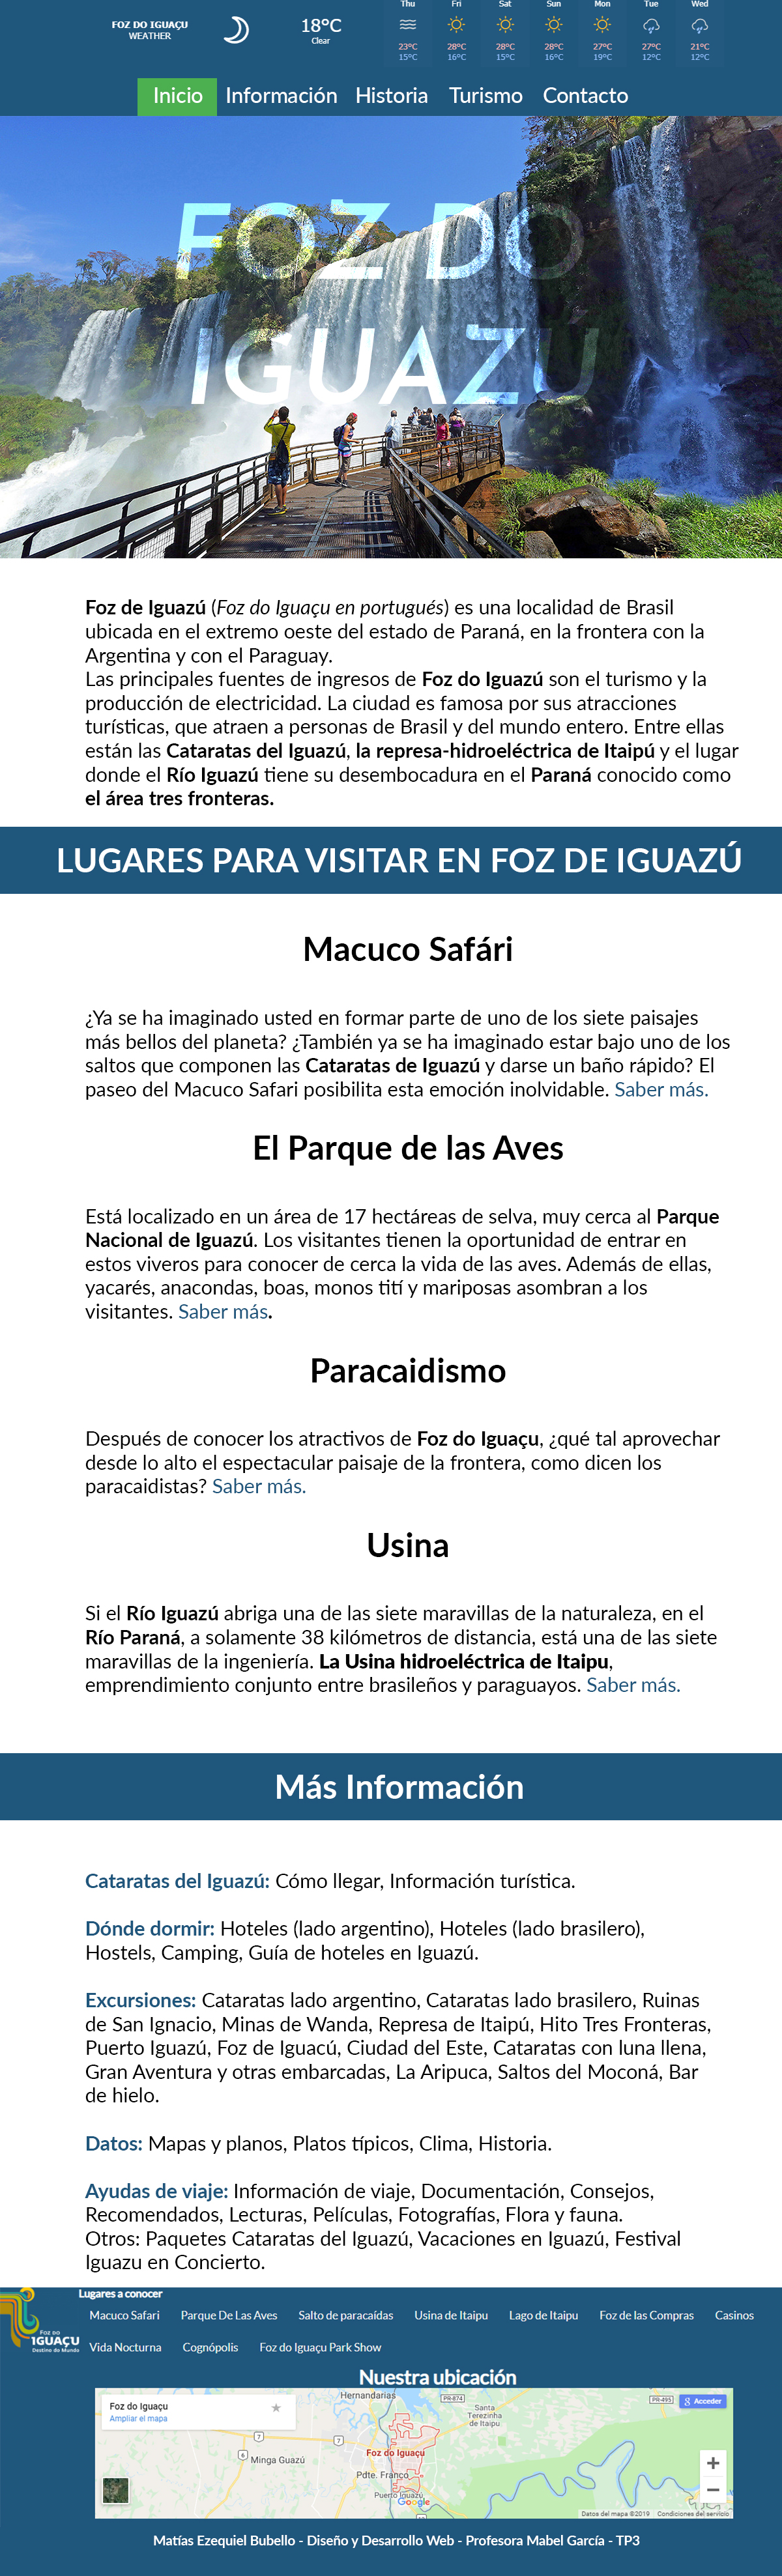 FOZ DO IGUAÇU
WEATHER
18°C
Clear
Thu Fri Sat Sun Mon Tue Wed
23°C 28°C 28°C 28°C 27°C 27°C 21°C
15°C 16°C 15°C 16°C 19°C 12°C 12°C
Inicio Información Historia Turismo Contacto
FOZ DO
IGUAZÚ
Foz de Iguazú (Foz do Iguaçu en portugués) es una localidad de Brasil
ubicada en el extremo oeste del estado de Paraná, en la frontera con la
Argentina y con el Paraguay.
Las principales fuentes de ingresos de Foz do Iguazú son el turismo y la
producción de electricidad. La ciudad es famosa por sus atracciones
turísticas, que atraen a personas de Brasil y del mundo entero. Entre ellas
están las Cataratas del Iguazú, la represa-hidroeléctrica de Itaipú y el lugar
donde el Río Iguazú tiene su desembocadura en el Paraná conocido como
el área tres fronteras.
LUGARES PARA VISITAR EN FOZ DE IGUAZÚ
Macuco Safári
¿Ya se ha imaginado usted en formar parte de uno de los siete paisajes
más bellos del planeta? ¿También ya se ha imaginado estar bajo uno de los
saltos que componen las Cataratas de Iguazú y darse un baño rápido? El
paseo del Macuco Safari posibilita esta emoción inolvidable. Saber más.
El Parque de las Aves
Está localizado en un área de 17 hectáreas de selva, muy cerca al Parque
Nacional de Iguazú. Los visitantes tienen la oportunidad de entrar en
estos viveros para conocer de cerca la vida de las aves. Además de ellas,
yacarés, anacondas, boas, monos tití y mariposas asombran a los
visitantes. Saber más.
Paracaidismo
Después de conocer los atractivos de Foz do Iguaçu, ¿qué tal aprovechar
desde lo alto el espectacular paisaje de la frontera, como dicen los
paracaidistas? Saber más.
Usina
Si el Río Iguazú abriga una de las siete maravillas de la naturaleza, en el
Río Paraná, a solamente 38 kilómetros de distancia, está una de las siete
maravillas de la ingeniería. La Usina hidroeléctrica de Itaipu,
emprendimiento conjunto entre brasileños y paraguayos. Saber más.
Más Información
Cataratas del Iguazú: Cómo llegar, Información turística.
Dónde dormir: Hoteles (lado argentino), Hoteles (lado brasilero),
Hostels, Camping, Guía de hoteles en Iguazú.
Excursiones: Cataratas lado argentino, Cataratas lado brasilero, Ruinas
de San Ignacio, Minas de Wanda, Represa de Itaipú, Hito Tres Fronteras,
Puerto Iguazú, Foz de Iguacú, Ciudad del Este, Cataratas con luna llena,
Gran Aventura y otras embarcadas, La Aripuca, Saltos del Moconá, Bar
de hielo.
Datos: Mapas y planos, Platos típicos, Clima, Historia.
Ayudas de viaje: Información de viaje, Documentación, Consejos,
Recomendados, Lecturas, Películas, Fotografías, Flora y fauna.
Otros: Paquetes Cataratas del Iguazú, Vacaciones en Iguazú, Festival
Iguazu en Concierto.
Lugares a conocer
FOZ DO
IGUAÇU
Destino do Mundo
Macuco Safari Parque De Las Aves Salto de paracaídas Usina de Itaipu Lago de Itaipu Foz de las Compras Casinos
Vida Nocturna Cognópolis Foz do Iguaçu Park Show
Nuestra ubicación
Foz do Iguaçu
Ampliar el mapa
Hernandarias
PR-874
PR-495
Acceder
Santa
Terezinha
de Itaipu
7
7
6
Minga Guazú
Foz do Iguaçu
Pdte. Franco
Puerto Iguazú
Google
+
−
Datos del mapa ©2019 Condiciones del servicio
Matías Ezequiel Bubello - Diseño y Desarrollo Web - Profesora Mabel García - TP3